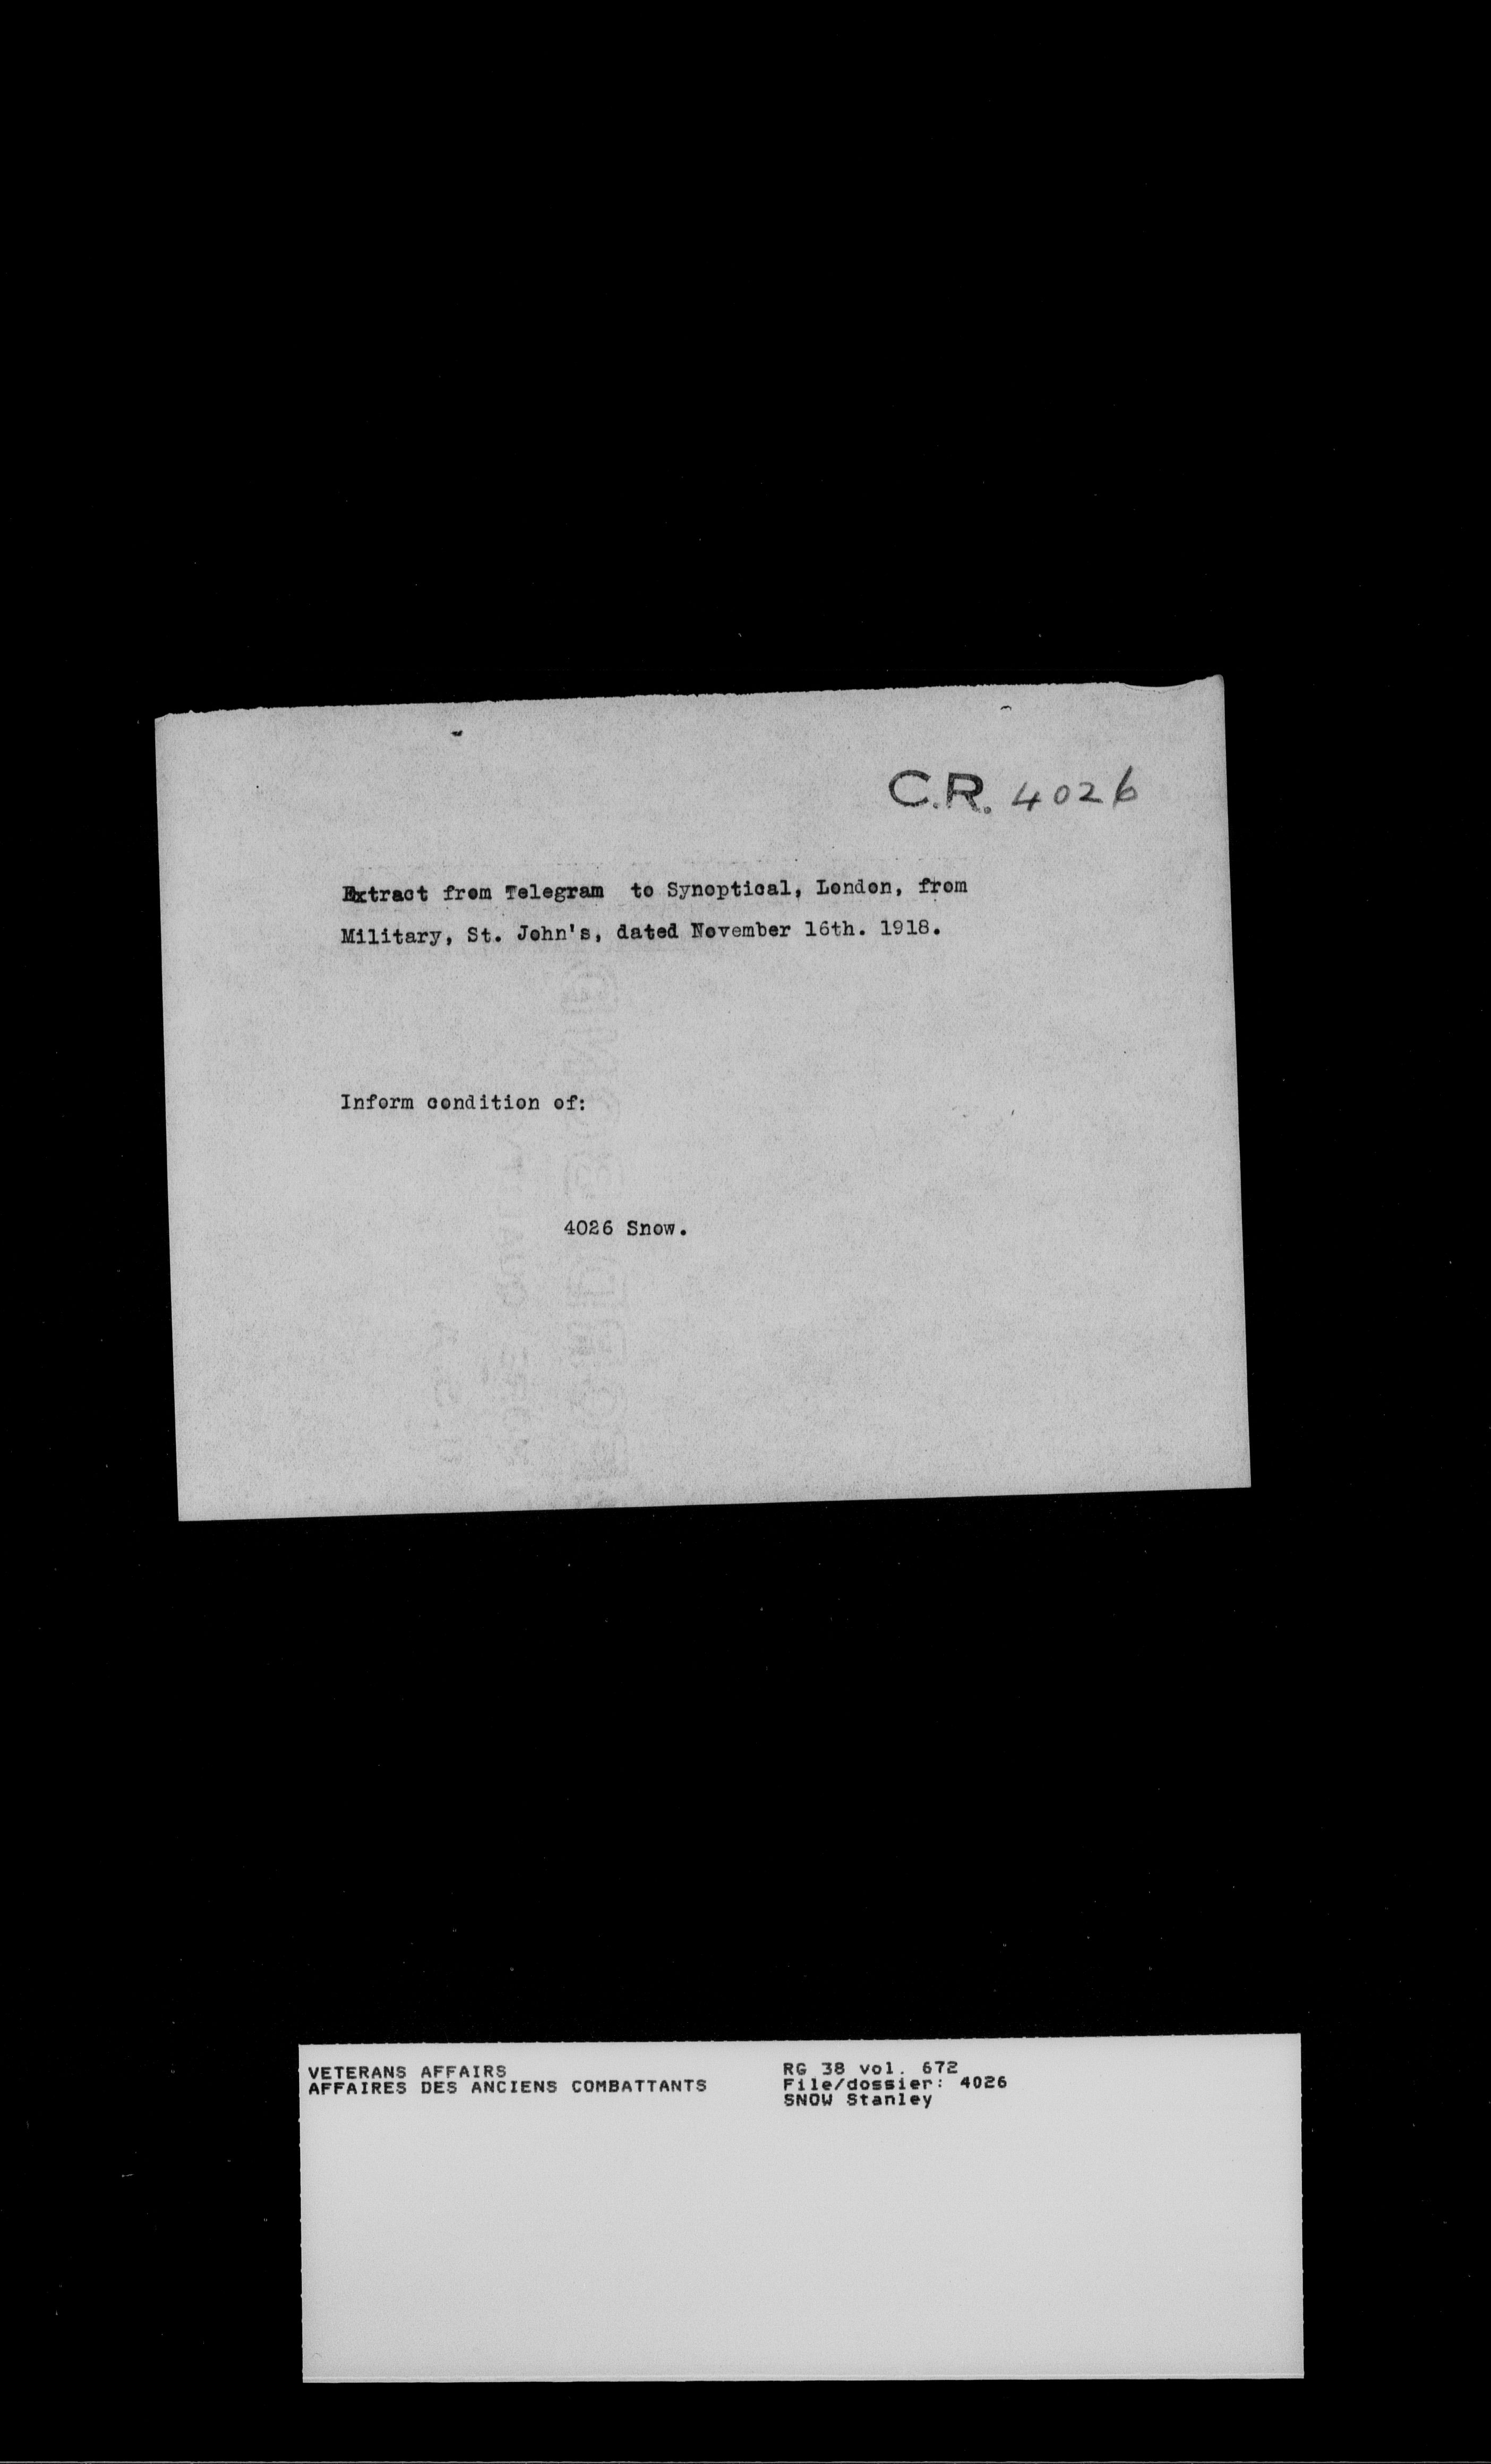 C.R. 4026
Extract from Telegram to Synoptical, London, from
Military, St. John's, dated November 16th. 1918.
Inform condition of:
4026 Snow.
VETERANS AFFAIRS
AFFAIRES DES ANCIENS COMBATTANTS
RG 38 vol. 672
File/dossier: 4026
SNOW Stanley